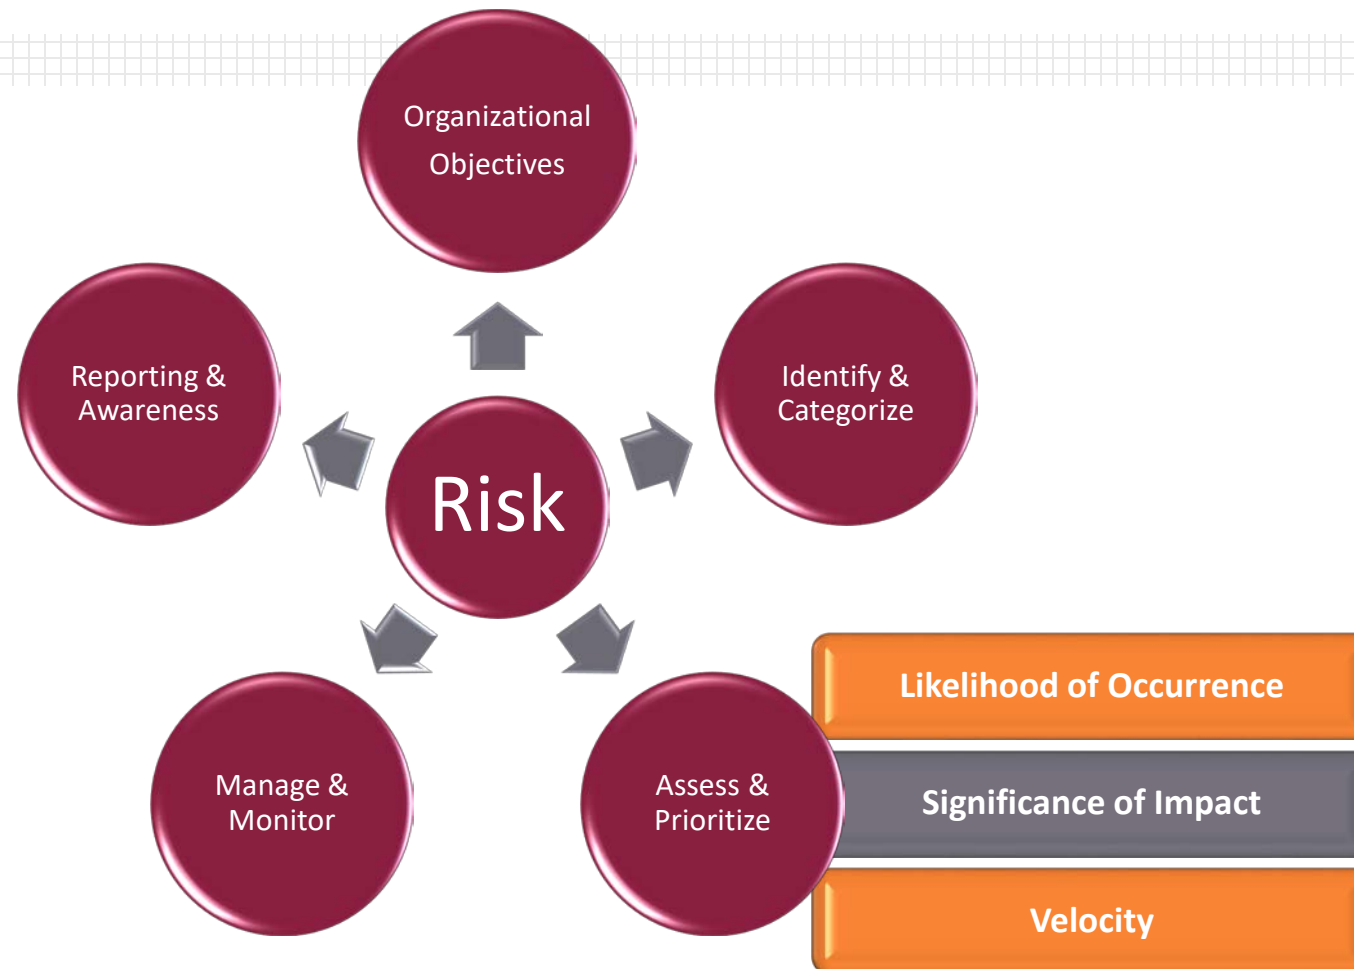 Organizational
Objectives
Reporting &
Awareness
Identify &
Categorize
Risk
Manage &
Monitor
Assess &
Prioritize
Likelihood of Occurrence
Significance of Impact
Velocity